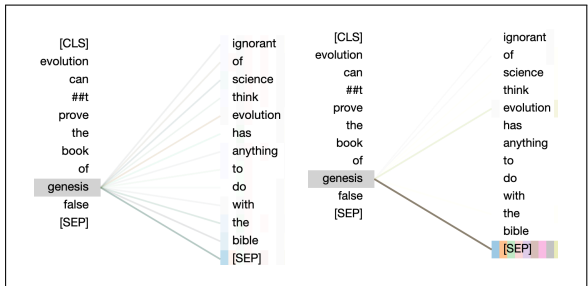 [CLS]
evolution
can
##t
prove
the
book
of
genesis
false
[SEP]
ignorant
of
science
think
evolution
has
anything
to
do
with
the
bible
[SEP]
[CLS]
evolution
can
##t
prove
the
book
of
genesis
false
[SEP]
ignorant
of
science
think
evolution
has
anything
to
do
with
the
bible
[SEP]